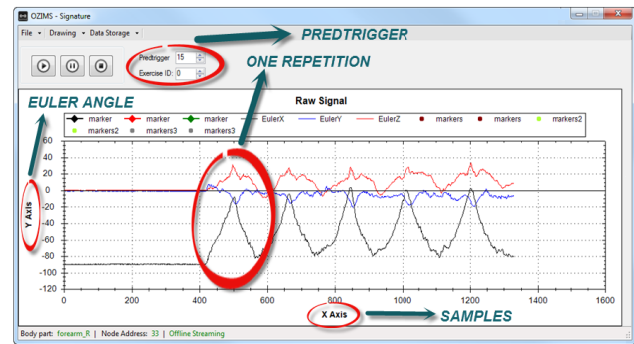 OZIMS - Signature
File Drawing Data Storage
PREDTRIGGER
Predtrigger 15
Exercise ID: 0
ONE REPETITION
EULER ANGLE
Raw Signal
marker marker marker EulerX EulerY EulerZ markers markers markers2
markers2 markers3 markers3
60
40
20
0
-20
-40
-60
-80
-100
-120
Y Axis
0 200 400 600 800 1000 1200 1400 1600
X Axis
SAMPLES
Body part: forearm_R | Node Address: 33 | Offline Streaming